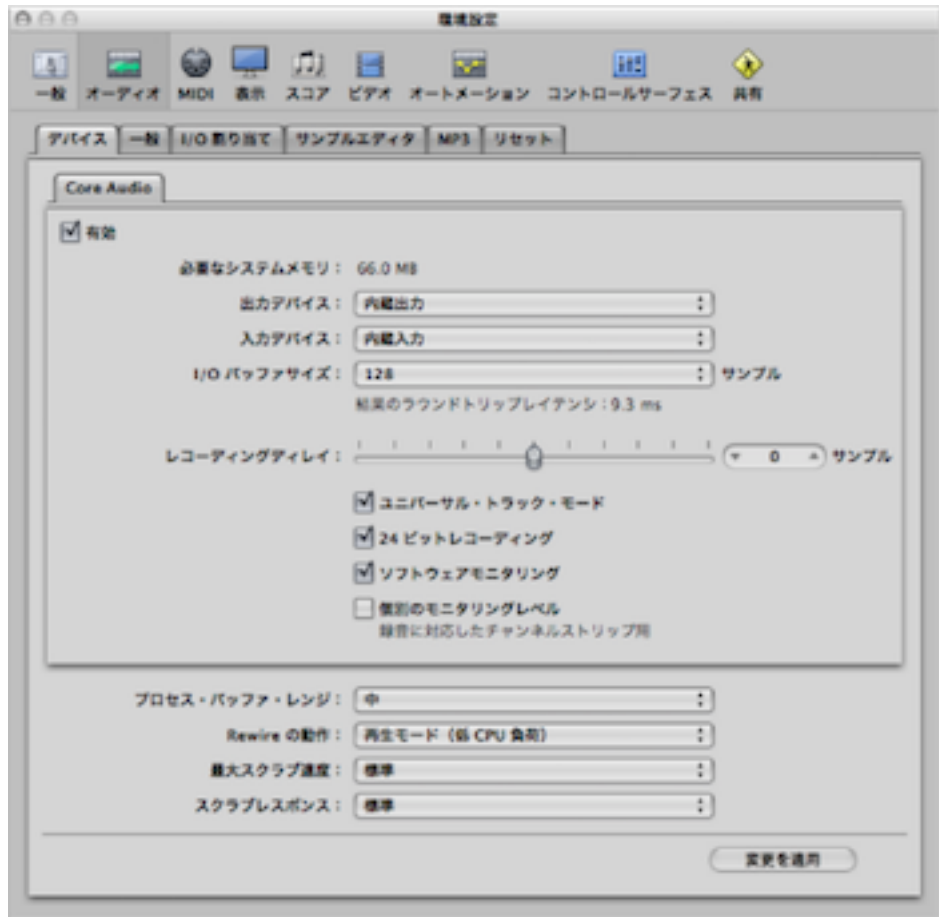 環境設定
一般 オーディオ MIDI 表示 スコア ビデオ オートメーション コントロールサーフェス 共有
デバイス 一般 I/O 割り当て サンプルエディタ MP3 リセット
Core Audio
有効
必要なシステムメモリ： 66.0 MB
出力デバイス： 内蔵出力
入力デバイス： 内蔵入力
I/O バッファサイズ： 128 サンプル
結果のラウンドトリップレイテンシ：9.3 ms
レコーディングディレイ： 0 サンプル
ユニバーサル・トラック・モード
24 ビットレコーディング
ソフトウェアモニタリング
個別のモニタリングレベル
録音に対応したチャンネルストリップ用
プロセス・バッファ・レンジ： 中
Rewire の動作： 再生モード（低 CPU 負荷）
最大スクラブ速度： 標準
スクラブレスポンス： 標準
変更を適用